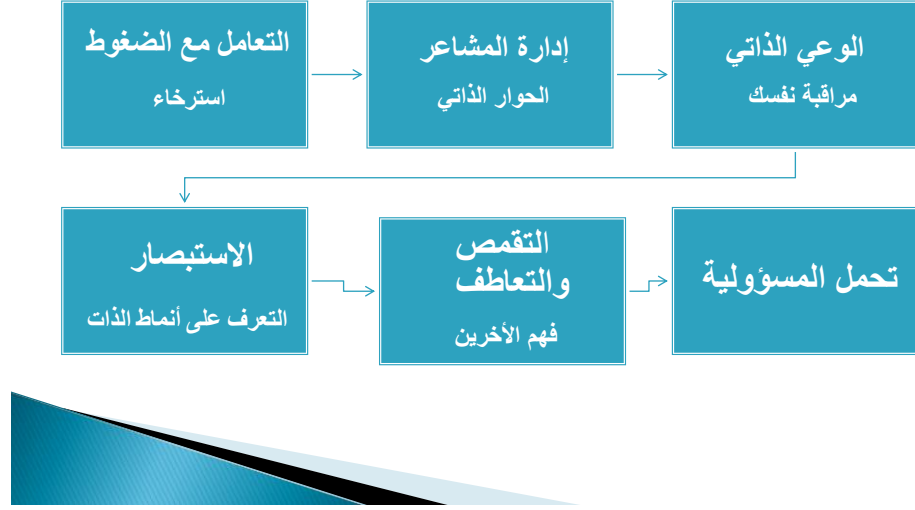 التعامل مع الضغوط
استرخاء
إدارة المشاعر
الحوار الذاتي
الوعي الذاتي
مراقبة نفسك
الاستبصار
التعرف على أنماط الذات
التقمص
والتعاطف
فهم الأخرين
تحمل المسؤولية